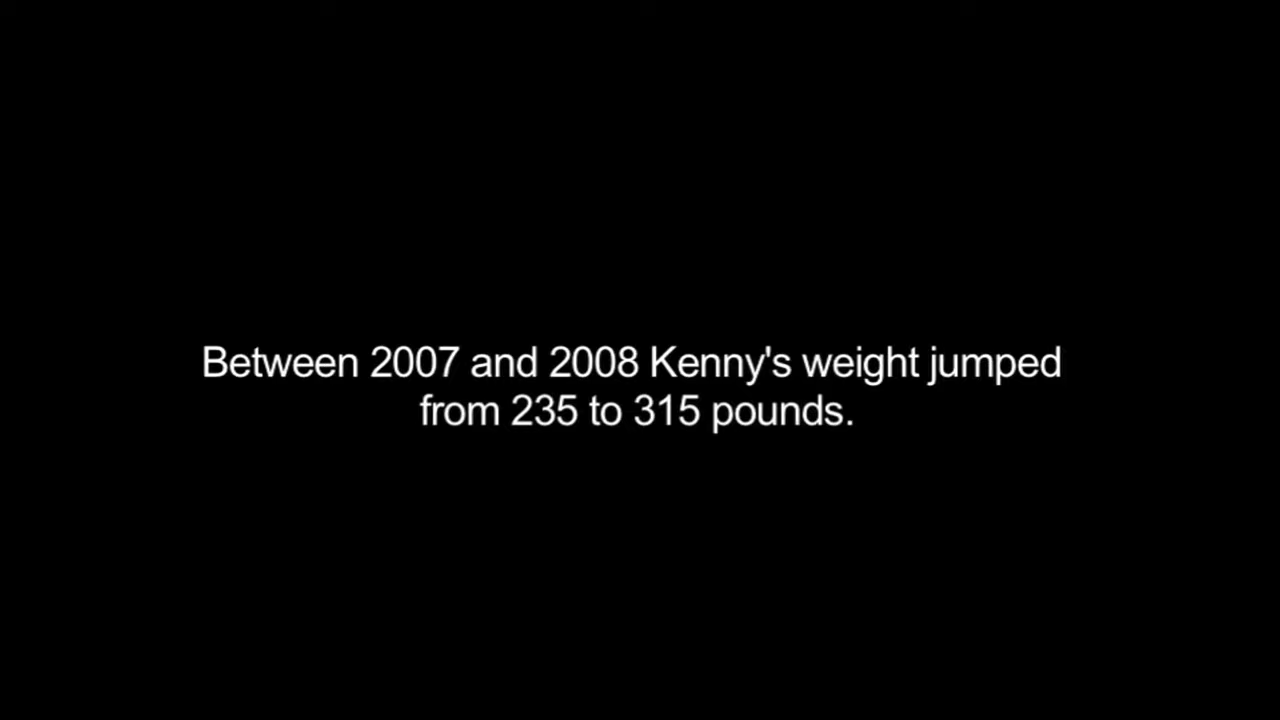 Between 2007 and 2008 Kenny's weight jumped
from 235 to 315 pounds.